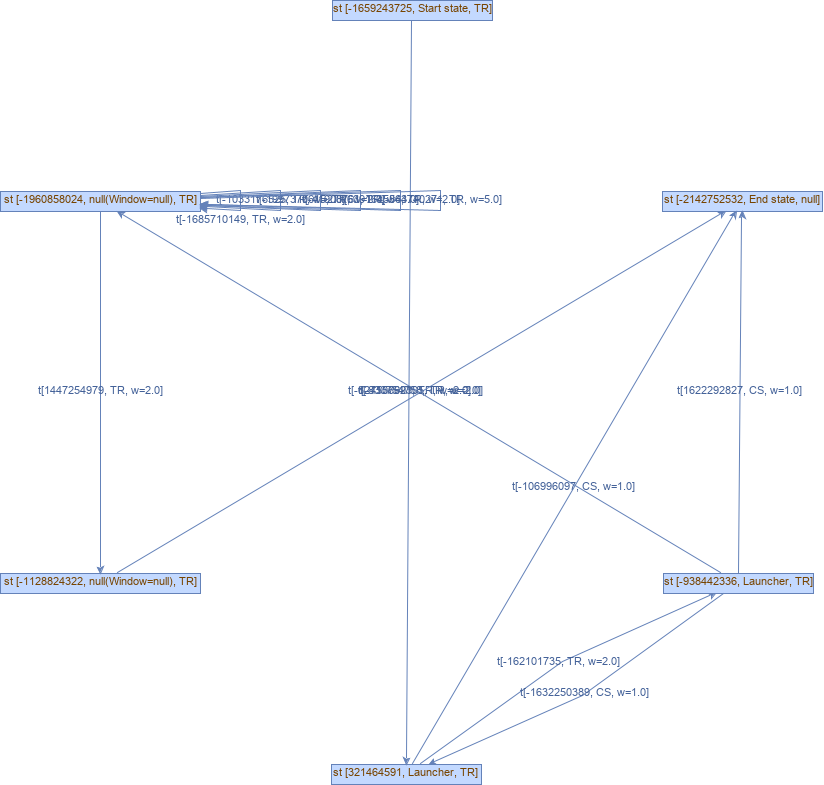 st [-1659243725, Start state, TR]
st [-1960858024, null(Window=null), TR]
TR, w=5.0]
st [-2142752532, End state, null]
t[-1685710149, TR, w=2.0]
t[1447254979, TR, w=2.0]
t[1622292827, CS, w=1.0]
t[-106996097, CS, w=1.0]
st [-1128824322, null(Window=null), TR]
st [-938442336, Launcher, TR]
t[-162101735, TR, w=2.0]
t[-1632250389, CS, w=1.0]
st [321464591, Launcher, TR]